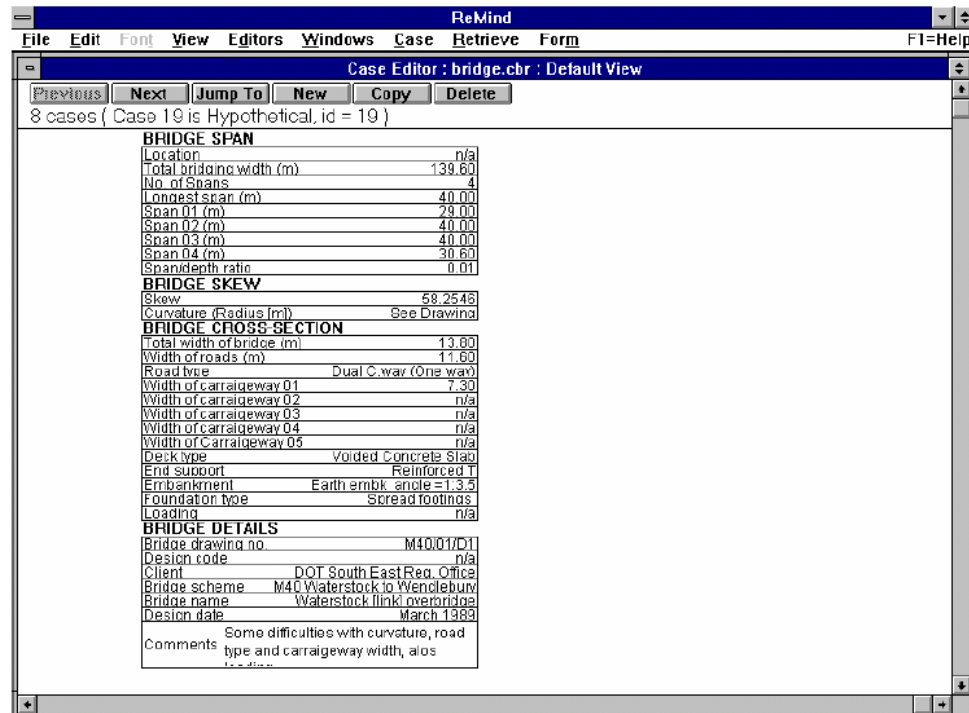 ReMind
File Edit Font View Editors Windows Case Retrieve Form F1=Help
Case Editor : bridge.cbr : Default View
Previous Next Jump To New Copy Delete
8 cases ( Case 19 is Hypothetical, id = 19 )
BRIDGE SPAN
Location n/a
Total bridging width (m) 139.60
No. of Spans 4
Longest span (m) 40.00
Span 01 (m) 29.00
Span 02 (m) 40.00
Span 03 (m) 40.00
Span 04 (m) 30.60
Span/depth ratio 0.01
BRIDGE SKEW
Skew 58.2546
Curvature (Radius [m]) See Drawing
BRIDGE CROSS-SECTION
Total width of bridge (m) 13.80
Width of roads (m) 11.60
Road type Dual C.way (One way)
Width of carraigeway 01 7.30
Width of carraigeway 02 n/a
Width of carraigeway 03 n/a
Width of carraigeway 04 n/a
Width of Carraigeway 05 n/a
Deck type Voided Concrete Slab
End support Reinforced T
Embankment Earth embk. angle =1:3.5
Foundation type Spread footings
Loading n/a
BRIDGE DETAILS
Bridge drawing no. M40/01/D1
Design code n/a
Client DOT South East Reg. Office
Bridge scheme M40 Waterstock to Wendlebury
Bridge name Waterstock [link] overbridge
Design date March 1989
Comments Some difficulties with curvature, road
type and carraigeway width, alos